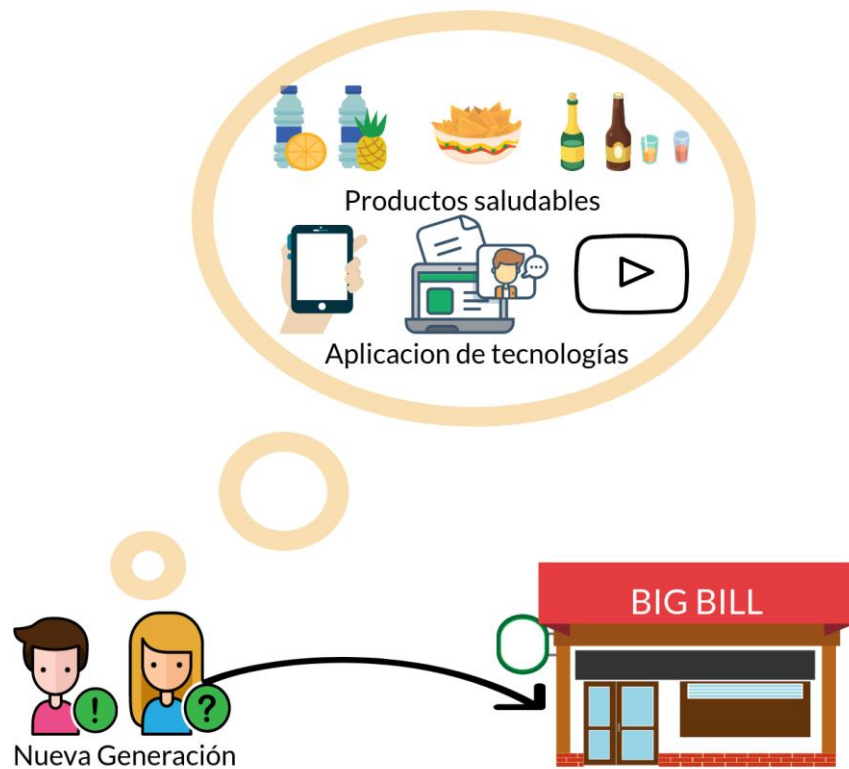 Productos saludables
Aplicacion de tecnologías
BIG BILL
! ?
Nueva Generación